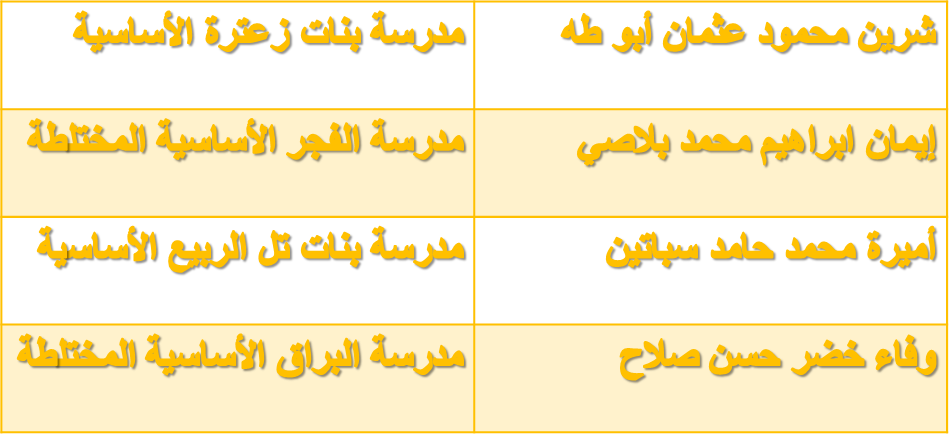 شرين محمود عثمان أبو طه مدرسة بنات زعترة الأساسية
إيمان ابراهيم محمد بلاصي مدرسة الفجر الأساسية المختلطة
أميرة محمد حامد سباتين مدرسة بنات تل الربيع الأساسية
وفاء خضر حسن صلاح مدرسة البراق الأساسية المختلطة